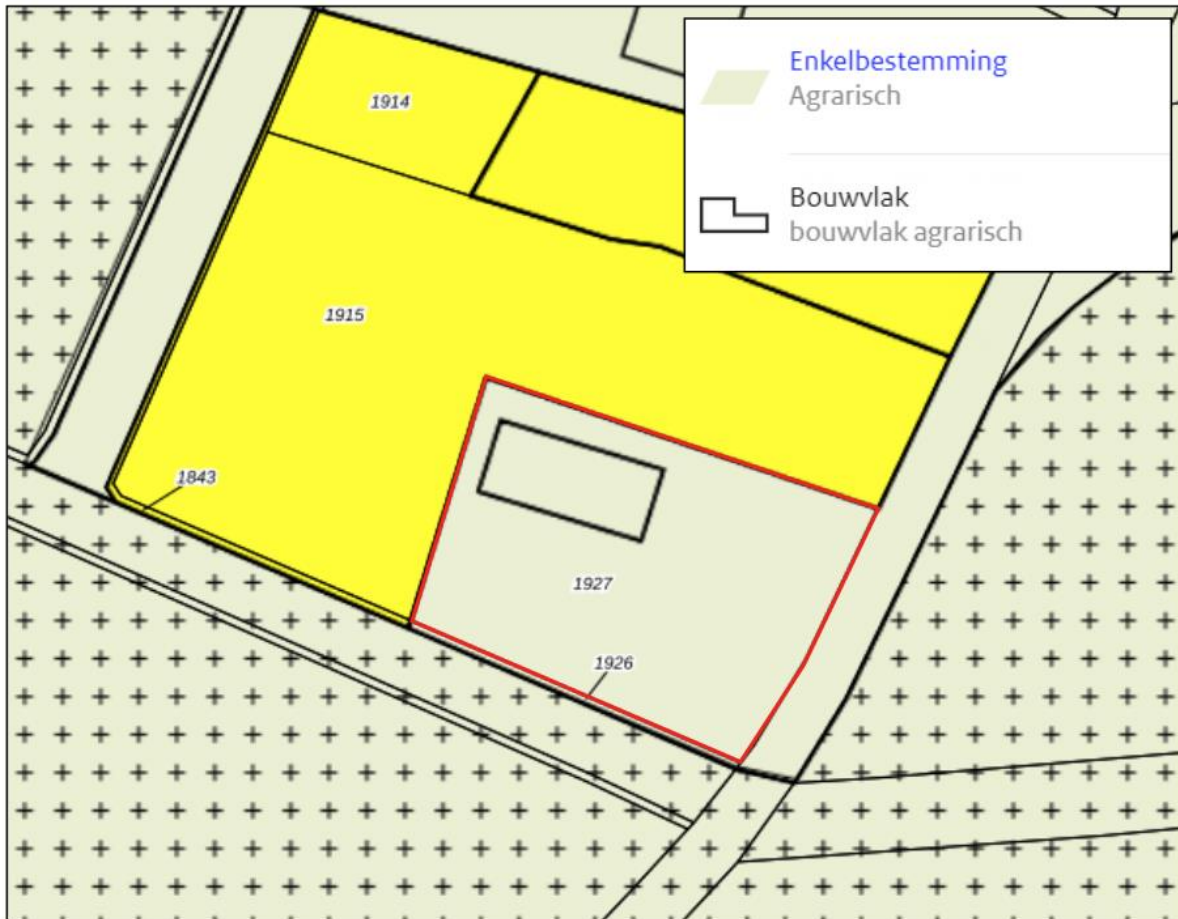 Enkelbestemming
Agrarisch
Bouwvlak
bouwvlak agrarisch
1914
1915
1843
1927
1926